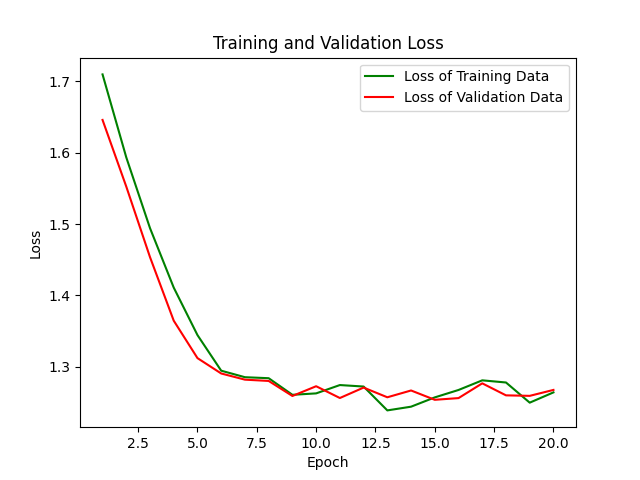 Training and Validation Loss
Loss of Training Data
Loss of Validation Data
1.7
1.6
1.5
1.4
1.3
Loss
2.5 5.0 7.5 10.0 12.5 15.0 17.5 20.0
Epoch